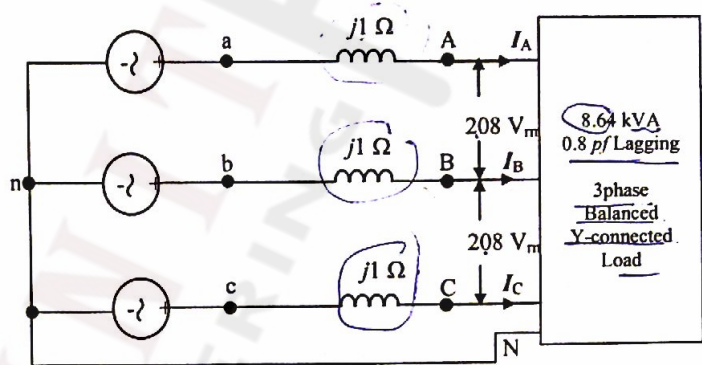 a
j1 Ω
A
I_A
208 V_m
8.64 kVA
0.8 pf Lagging
b
j1 Ω
B
I_B
n
3phase
Balanced
Y-connected
Load
208 V_m
c
j1 Ω
C
I_C
N